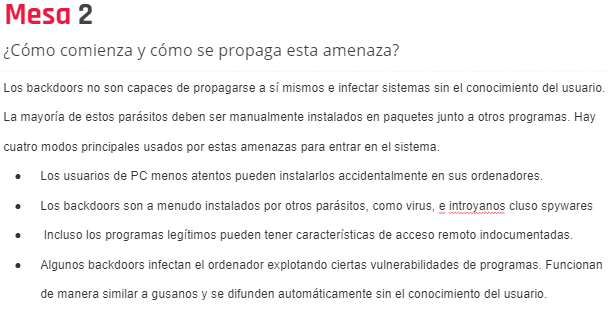 Mesa 2
¿Cómo comienza y cómo se propaga esta amenaza?
Los backdoors no son capaces de propagarse a sí mismos e infectar sistemas sin el conocimiento del usuario.
La mayoría de estos parásitos deben ser manualmente instalados en paquetes junto a otros programas. Hay
cuatro modos principales usados por estas amenazas para entrar en el sistema.
● Los usuarios de PC menos atentos pueden instalarlos accidentalmente en sus ordenadores.
● Los backdoors son a menudo instalados por otros parásitos, como virus, e introyanos cluso spywares
● Incluso los programas legítimos pueden tener características de acceso remoto indocumentadas.
● Algunos backdoors infectan el ordenador explotando ciertas vulnerabilidades de programas. Funcionan
de manera similar a gusanos y se difunden automáticamente sin el conocimiento del usuario.